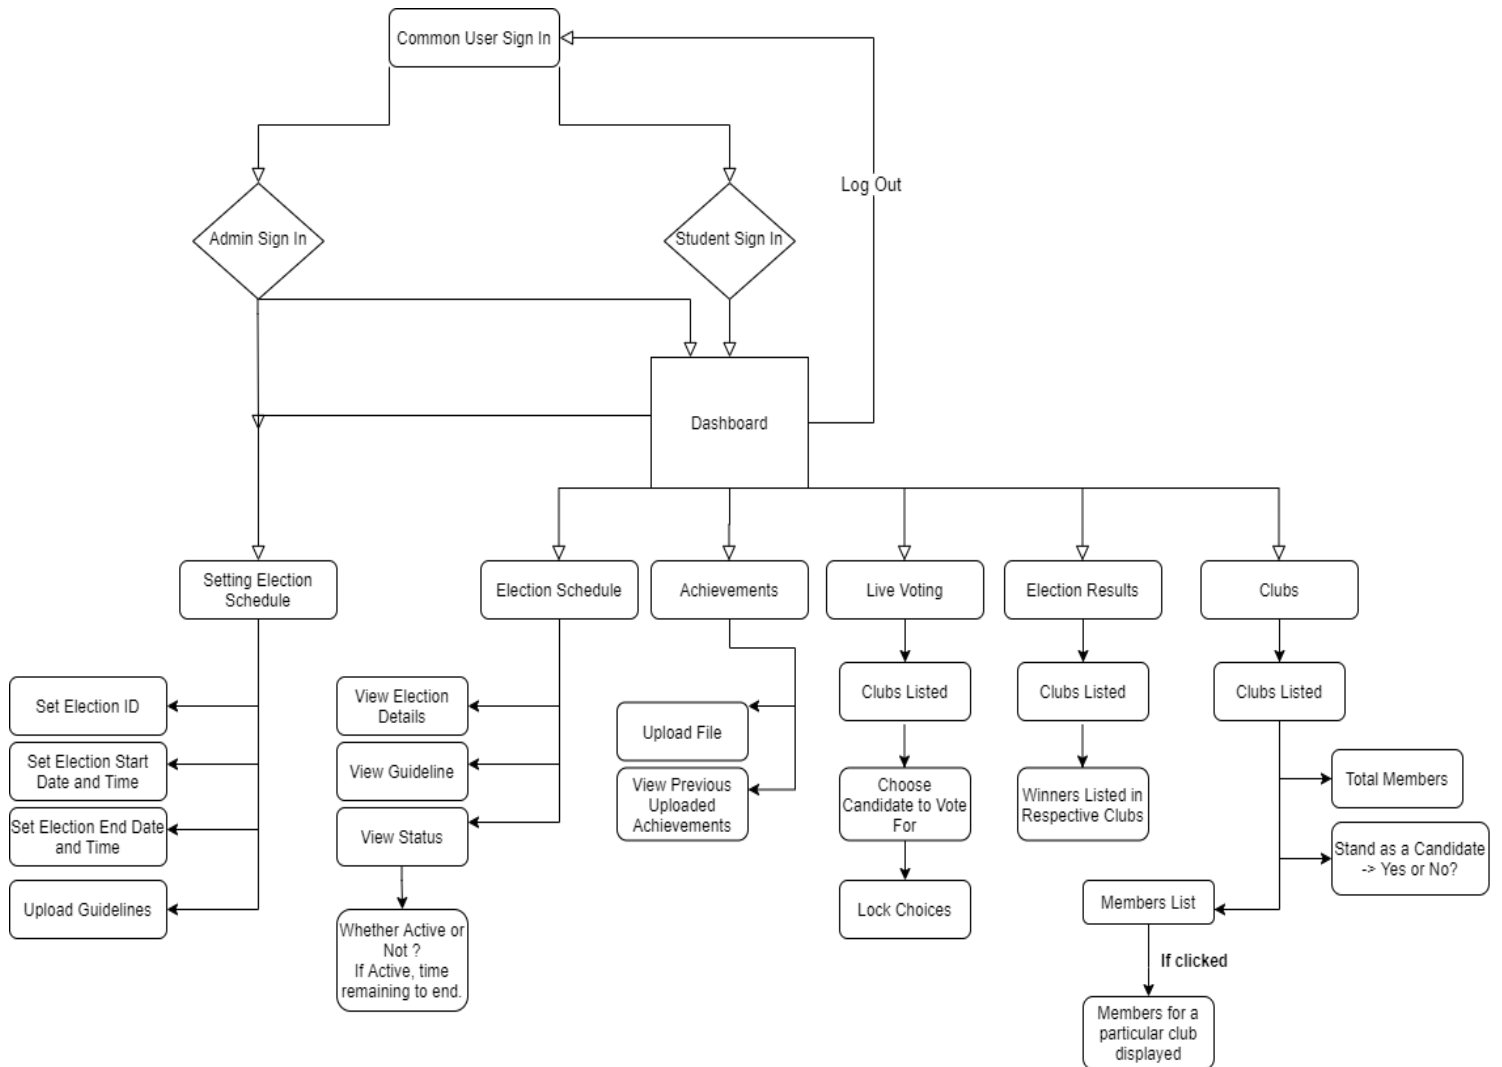 Common User Sign In
Log Out
Admin Sign In
Student Sign In
Dashboard
Setting Election
Schedule
Election Schedule
Achievements
Live Voting
Election Results
Clubs
Set Election ID
Set Election Start
Date and Time
Set Election End Date
and Time
Upload Guidelines
View Election
Details
View Guideline
View Status
Whether Active or
Not ?
If Active, time
remaining to end.
Upload File
View Previous
Uploaded
Achievements
Clubs Listed
Choose
Candidate to Vote
For
Lock Choices
Clubs Listed
Winners Listed in
Respective Clubs
Clubs Listed
Total Members
Stand as a Candidate
-> Yes or No?
Members List
If clicked
Members for a
particular club
displayed